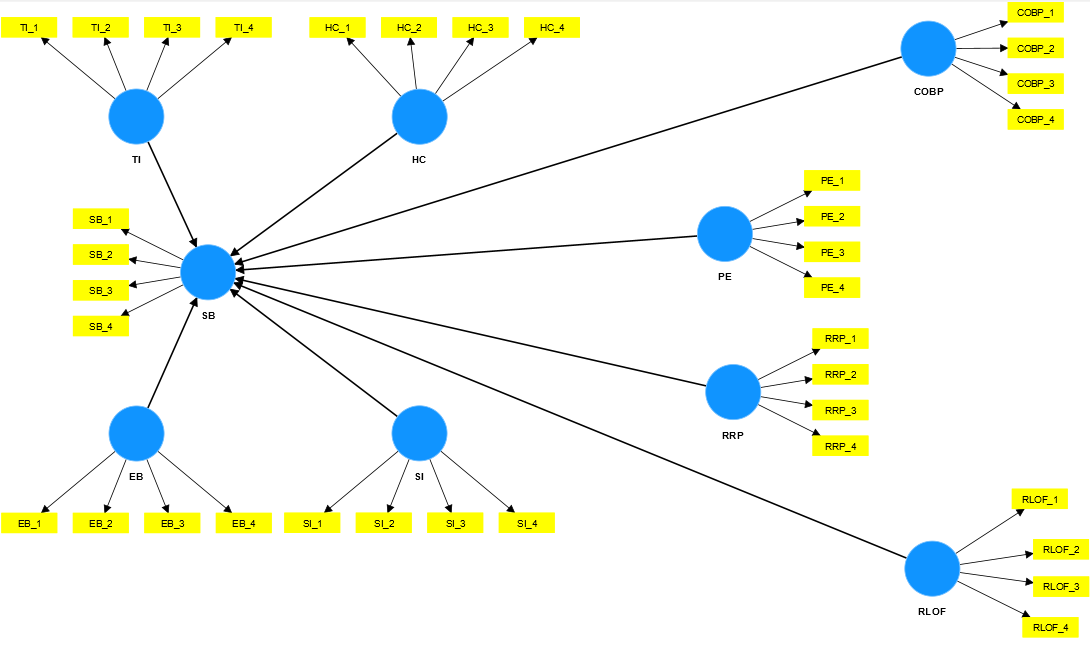 TI_1
TI_2
TI_3
TI_4
TI
HC_1
HC_2
HC_3
HC_4
HC
COBP_1
COBP_2
COBP_3
COBP_4
COBP
SB_1
SB_2
SB_3
SB_4
SB
PE_1
PE_2
PE_3
PE_4
PE
RRP_1
RRP_2
RRP_3
RRP_4
RRP
EB
EB_1
EB_2
EB_3
EB_4
SI
SI_1
SI_2
SI_3
SI_4
RLOF_1
RLOF_2
RLOF_3
RLOF_4
RLOF